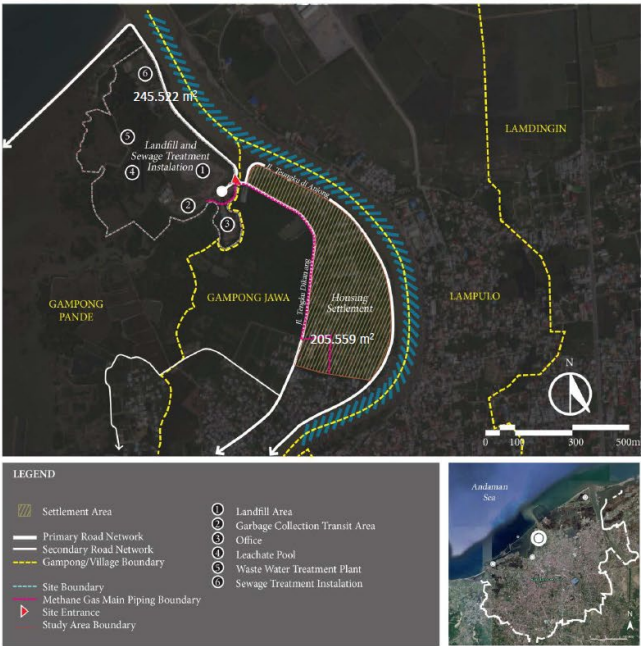 6
245.522 m²
5
Landfill and
Sewage Treatment
Instalation
4
1
2
3
LAMDINGIN
GAMPONG
PANDE
GAMPONG JAWA
Housing
Settlement
205.559 m²
LAMPULO
N
0 100 300 500m
LEGEND
Settlement Area
Primary Road Network
Secondary Road Network
Gampong/Village Boundary
Site Boundary
Methane Gas Main Piping Boundary
Site Entrance
Study Area Boundary
1 Landfill Area
2 Garbage Collection Transit Area
3 Office
4 Leachate Pool
5 Waste Water Treatment Plant
6 Sewage Treatment Instalation
Andaman
Sea
N